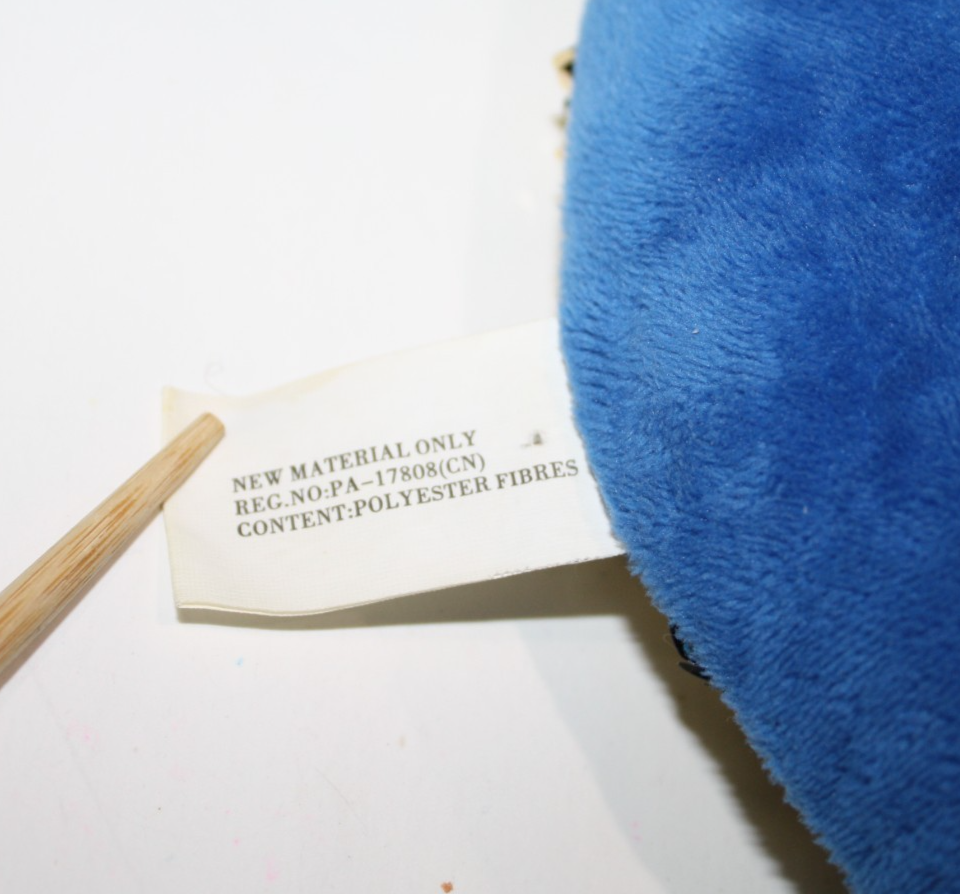 NEW MATERIAL ONLY
REG.NO:PA-17808(CN)
CONTENT:POLYESTER FIBRES